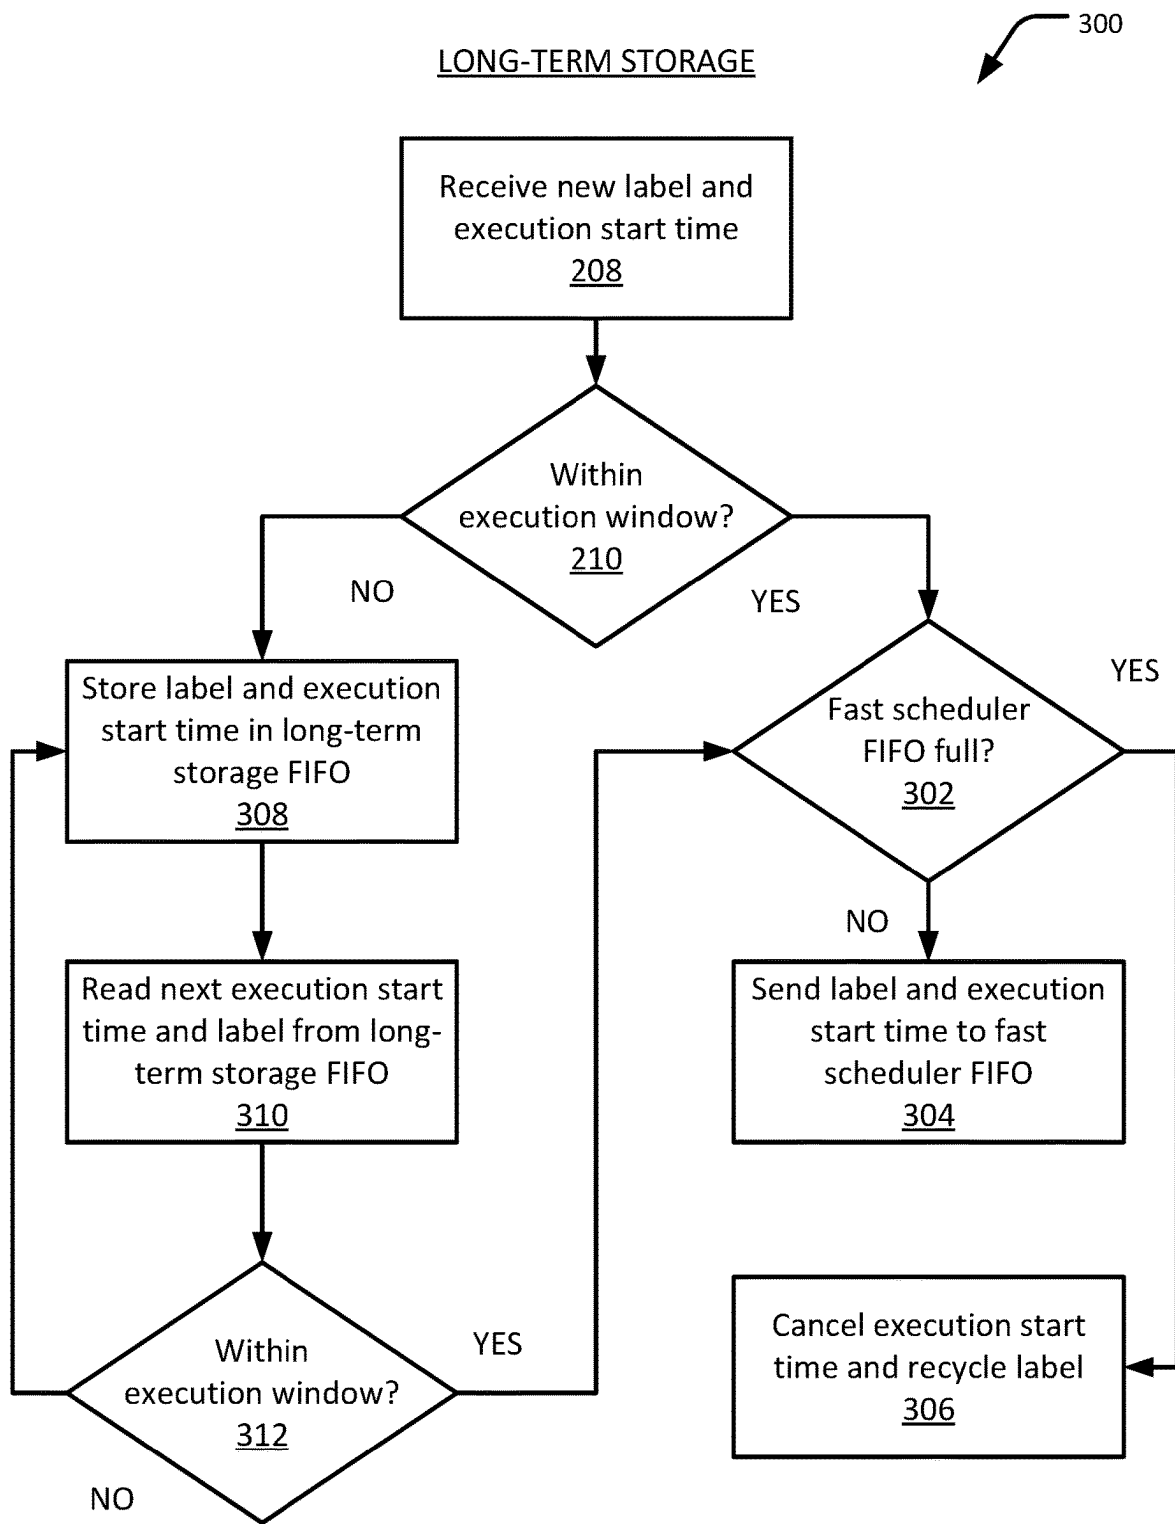 300
LONG-TERM STORAGE
Receive new label and
execution start time
208
Within
execution window?
210
NO
YES
Store label and execution
start time in long-term
storage FIFO
308
Fast scheduler
FIFO full?
302
YES
NO
Read next execution start
time and label from long-
term storage FIFO
310
Send label and execution
start time to fast
scheduler FIFO
304
Within
execution window?
312
YES
NO
Cancel execution start
time and recycle label
306